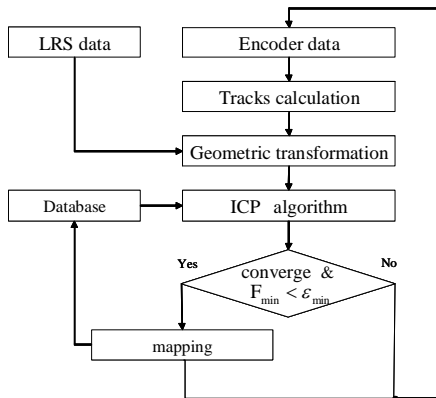 LRS data
Encoder data
Tracks calculation
Geometric transformation
Database
ICP algorithm
Yes
No
converge &
F_min < ε_min
mapping